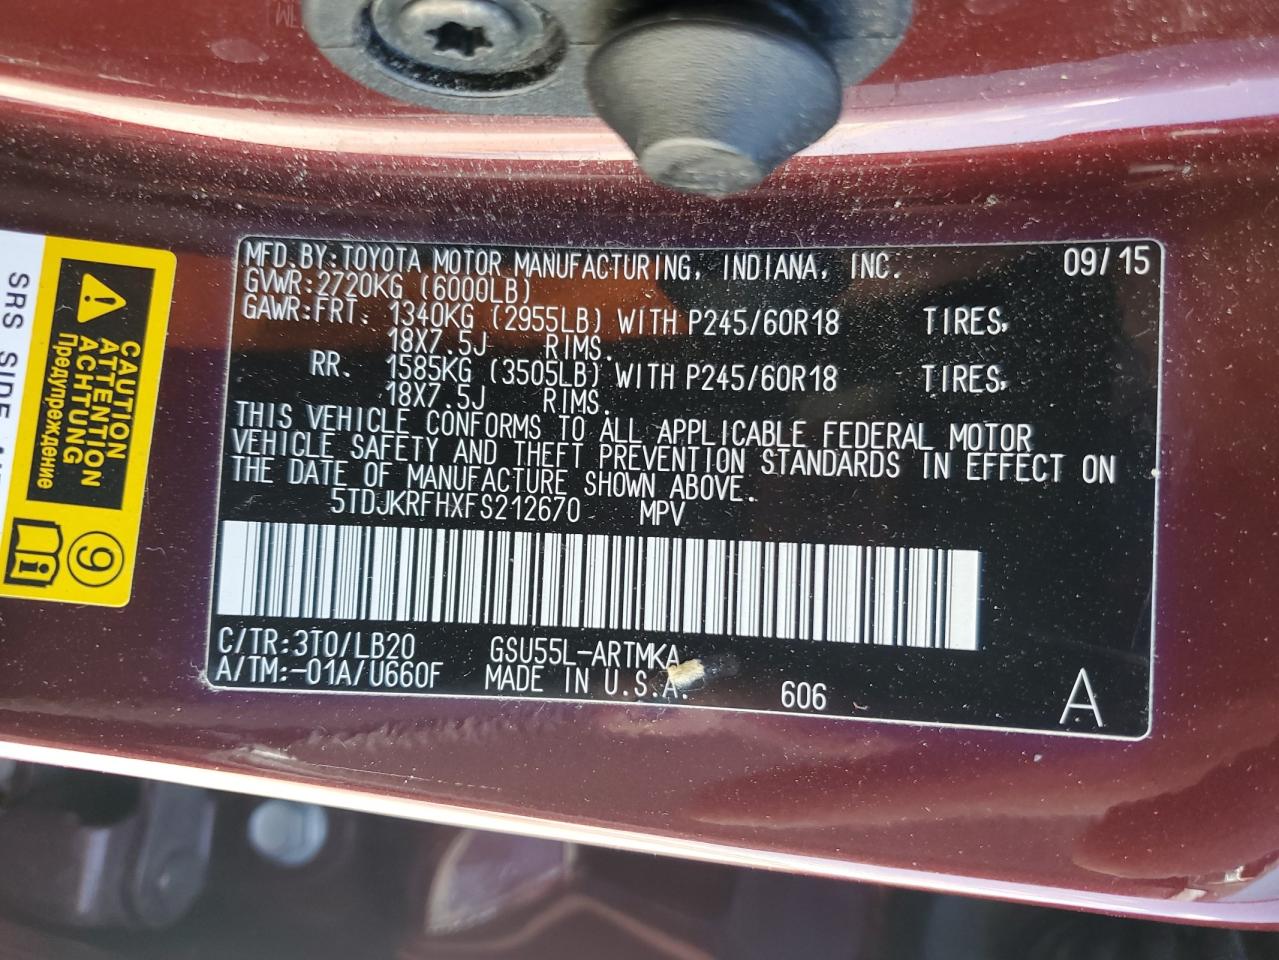 MFD. BY: TOYOTA MOTOR MANUFACTURING, INDIANA, INC. 09/15
GVWR: 2720KG (6000LB)
GAWR: FRT. 1340KG (2955LB) WITH P245/60R18 TIRES,
18X7.5J RIMS.
RR. 1585KG (3505LB) WITH P245/60R18 TIRES,
18X7.5J RIMS.
THIS VEHICLE CONFORMS TO ALL APPLICABLE FEDERAL MOTOR
VEHICLE SAFETY AND THEFT PREVENTION STANDARDS IN EFFECT ON
THE DATE OF MANUFACTURE SHOWN ABOVE.
5TDJKRFHXFS212670 MPV
C/TR: 3T0/LB20 GSU55L-ARTMKA
A/TM: -01A/U660F MADE IN U.S.A. 606 A
CAUTION
ATTENTION
ACHTUNG
Предупреждение
9
SRS SIDE